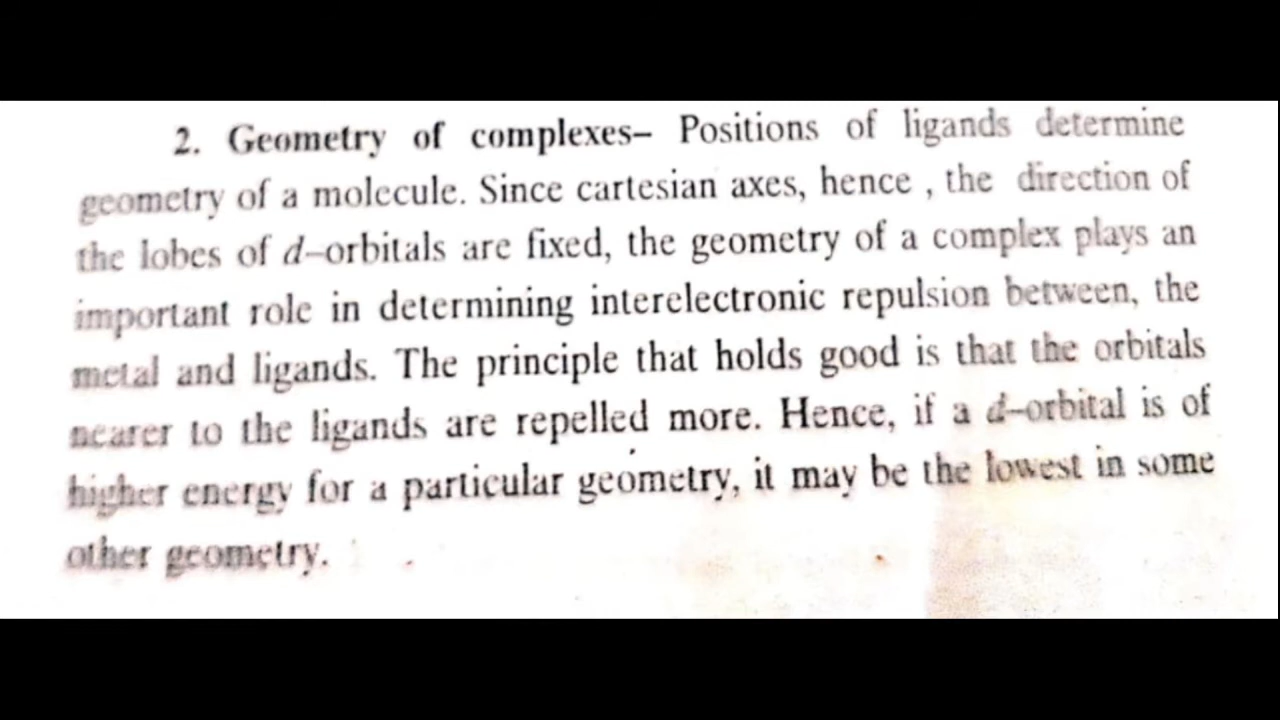 2. Geometry of complexes– Positions of ligands determine
geometry of a molecule. Since cartesian axes, hence , the direction of
the lobes of d–orbitals are fixed, the geometry of a complex plays an
important role in determining interelectronic repulsion between, the
metal and ligands. The principle that holds good is that the orbitals
nearer to the ligands are repelled more. Hence, if a d–orbital is of
higher energy for a particular geometry, it may be the lowest in some
other geometry.